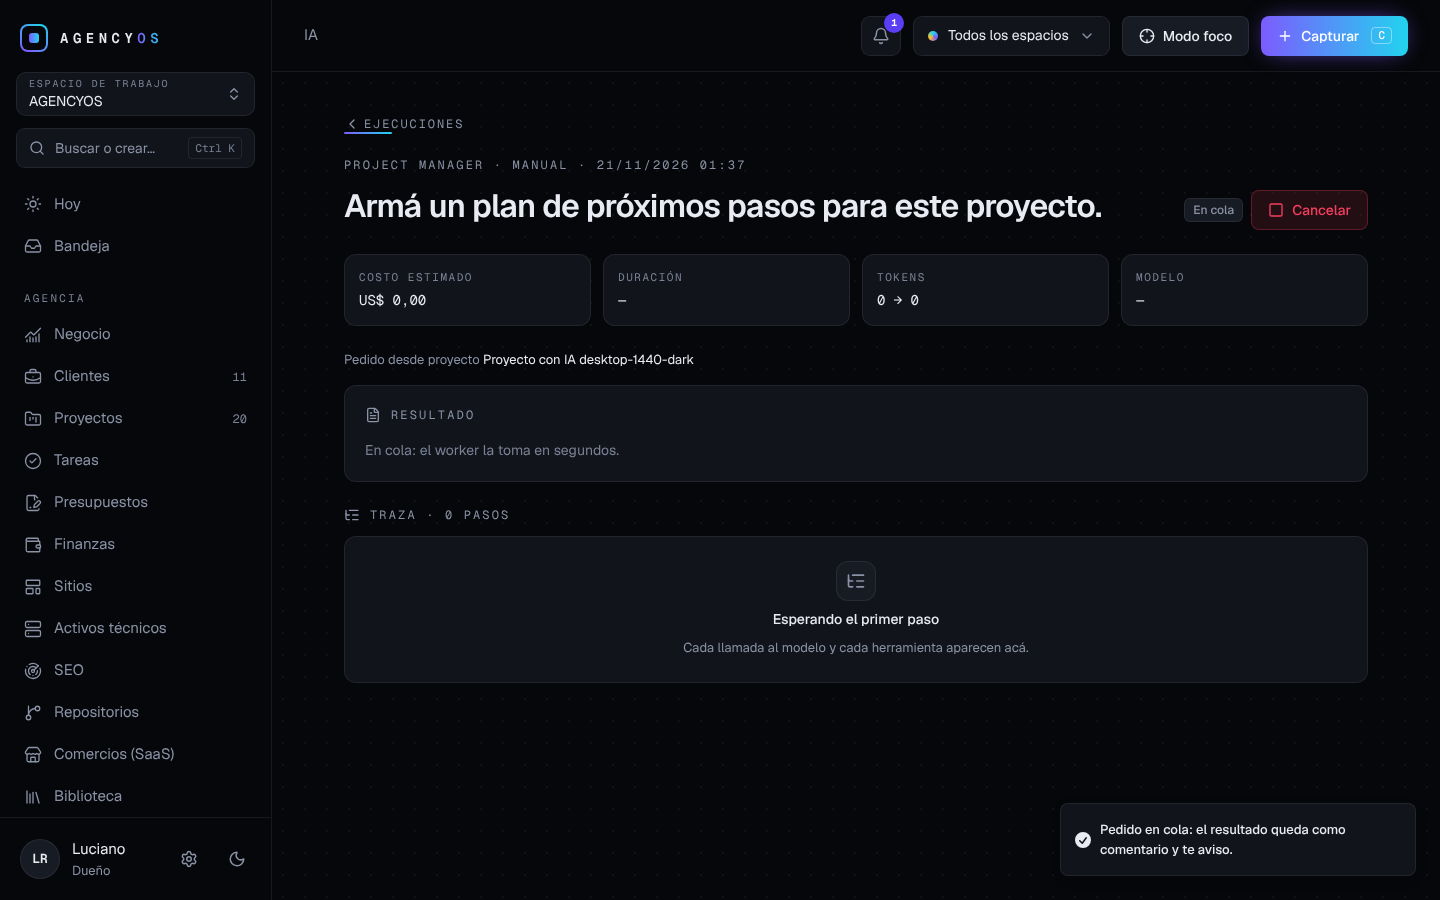 AGENCYOS
ESPACIO DE TRABAJO
AGENCYOS
Buscar o crear... Ctrl K
Hoy
Bandeja
AGENCIA
Negocio
Clientes 11
Proyectos 20
Tareas
Presupuestos
Finanzas
Sitios
Activos técnicos
SEO
Repositorios
Comercios (SaaS)
Biblioteca
LR
Luciano
Dueño
IA
1
Todos los espacios
Modo foco
Capturar C
EJECUCIONES
PROJECT MANAGER · MANUAL · 21/11/2026 01:37
Armá un plan de próximos pasos para este proyecto.
En cola
Cancelar
COSTO ESTIMADO
US$ 0,00
DURACIÓN
—
TOKENS
0 → 0
MODELO
—
Pedido desde proyecto Proyecto con IA desktop-1440-dark
RESULTADO
En cola: el worker la toma en segundos.
TRAZA · 0 PASOS
Esperando el primer paso
Cada llamada al modelo y cada herramienta aparecen acá.
Pedido en cola: el resultado queda como
comentario y te aviso.